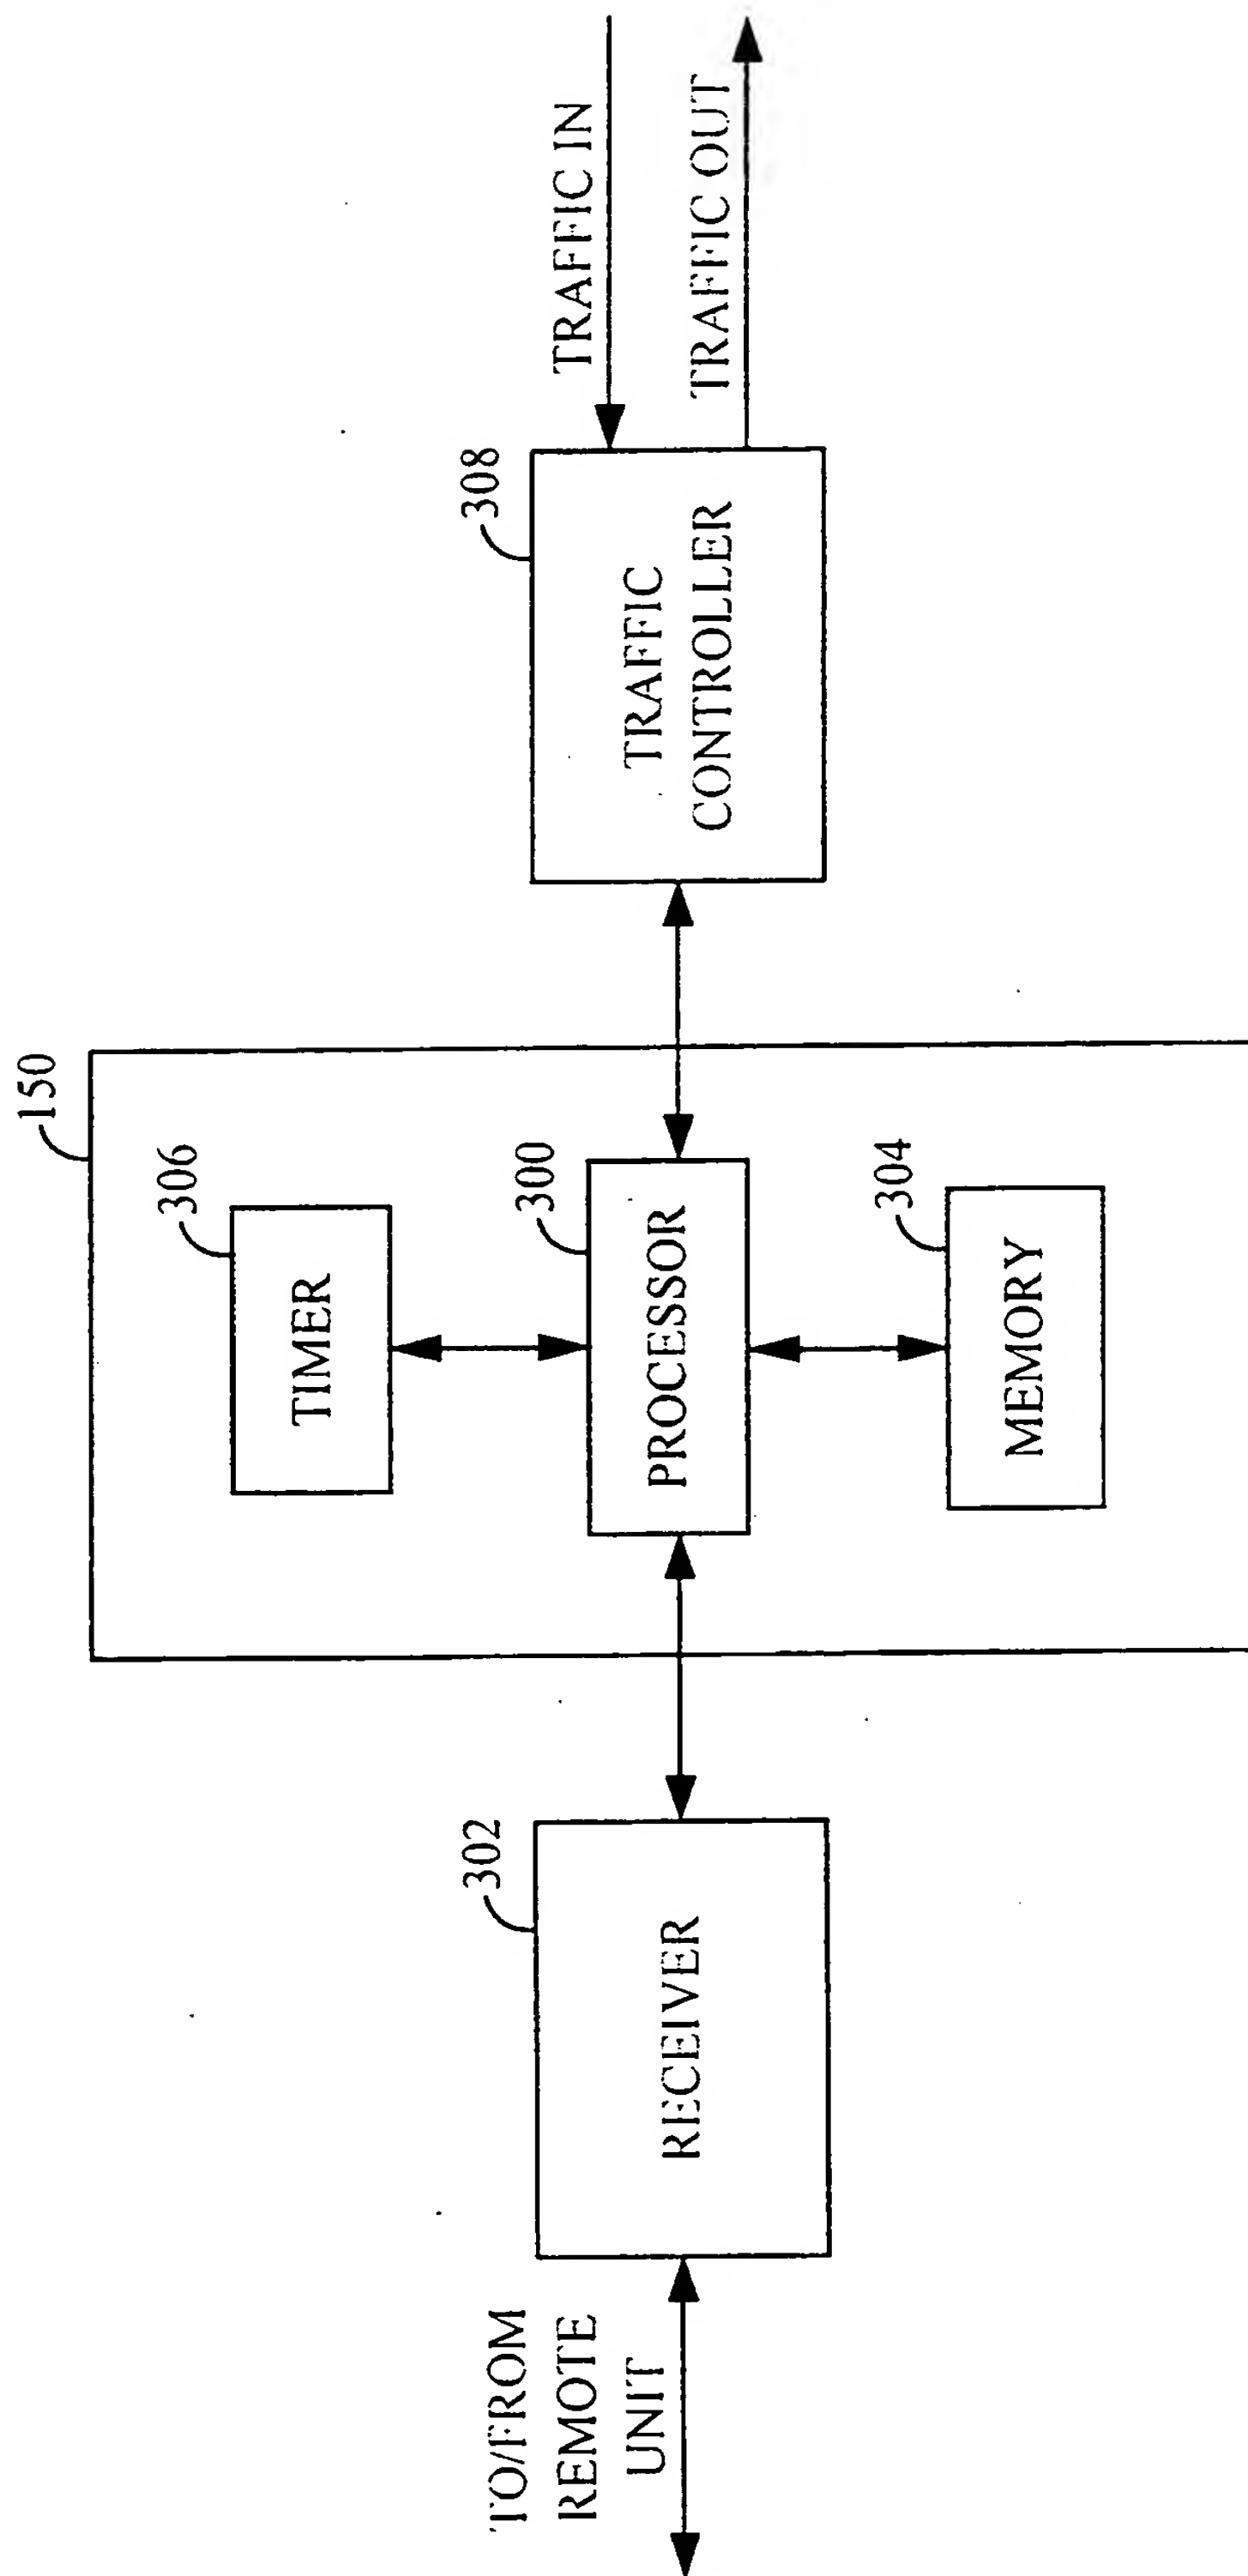 150
306
TIMER
TO/FROM
REMOTE
UNIT
302
RECEIVER
300
PROCESSOR
308
TRAFFIC
CONTROLLER
TRAFFIC IN
TRAFFIC OUT
304
MEMORY